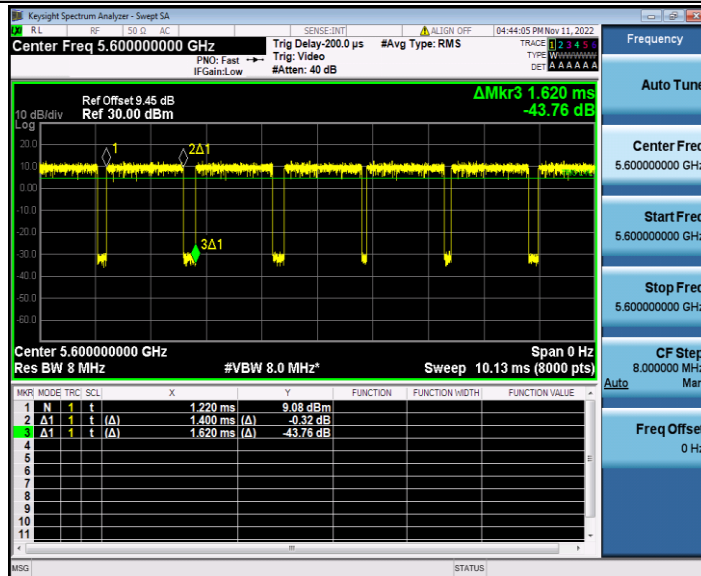 Keysight Spectrum Analyzer - Swept SA
RL RF 50 Ω AC SENSE:INT ALIGN OFF 04:44:05 PM Nov 11, 2022
Center Freq 5.600000000 GHz
PNO: Fast
IFGain:Low
Trig Delay-200.0 µs
Trig: Video
#Atten: 40 dB
#Avg Type: RMS
TRACE 1 2 3 4 5 6
TYPE W
DET A A A A A A
Frequency
Auto Tune
ΔMkr3 1.620 ms
-43.76 dB
Ref Offset 9.45 dB
10 dB/div Ref 30.00 dBm
Log
20.0
10.0
0.00
-10.0
-20.0
-30.0
-40.0
-50.0
-60.0
1
2Δ1
3Δ1
Center Freq
5.600000000 GHz
Start Freq
5.600000000 GHz
Stop Freq
5.600000000 GHz
CF Step
8.000000 MHz
Auto Man
Freq Offset
0 Hz
Center 5.600000000 GHz Span 0 Hz
Res BW 8 MHz #VBW 8.0 MHz* Sweep 10.13 ms (8000 pts)
MKR MODE TRC SCL X Y FUNCTION FUNCTION WIDTH FUNCTION VALUE
1 N 1 t 1.220 ms 9.08 dBm
2 Δ1 1 t (Δ) 1.400 ms (Δ) -0.32 dB
3 Δ1 1 t (Δ) 1.620 ms (Δ) -43.76 dB
4
5
6
7
8
9
10
11
MSG STATUS